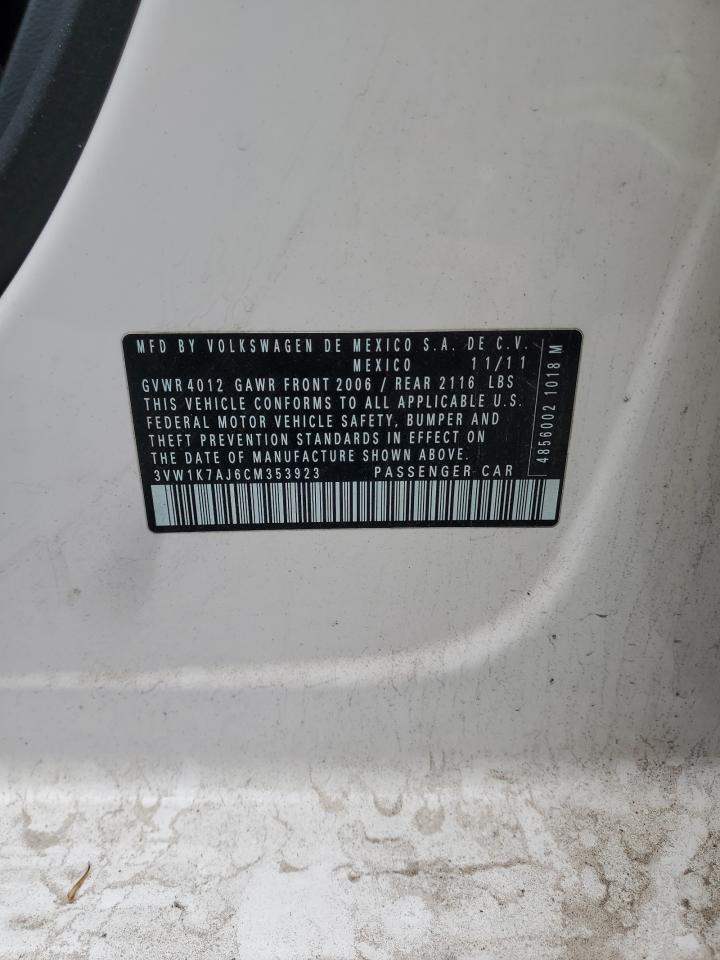 MFD BY VOLKSWAGEN DE MEXICO S.A. DE C.V.
MEXICO 11/11
GVWR 4012 GAWR FRONT 2006 / REAR 2116 LBS
THIS VEHICLE CONFORMS TO ALL APPLICABLE U.S.
FEDERAL MOTOR VEHICLE SAFETY, BUMPER AND
THEFT PREVENTION STANDARDS IN EFFECT ON
THE DATE OF MANUFACTURE SHOWN ABOVE.
3VW1K7AJ6CM353923 PASSENGER CAR
4856002 1018 M